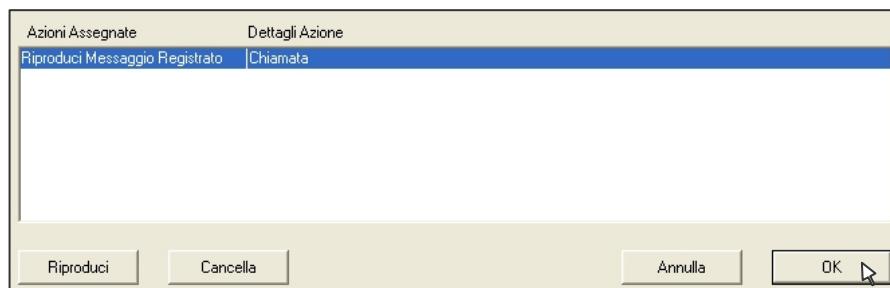 Azioni Assegnate Dettagli Azione
Riproduci Messaggio Registrato Chiamata
Riproduci Cancella Annulla OK